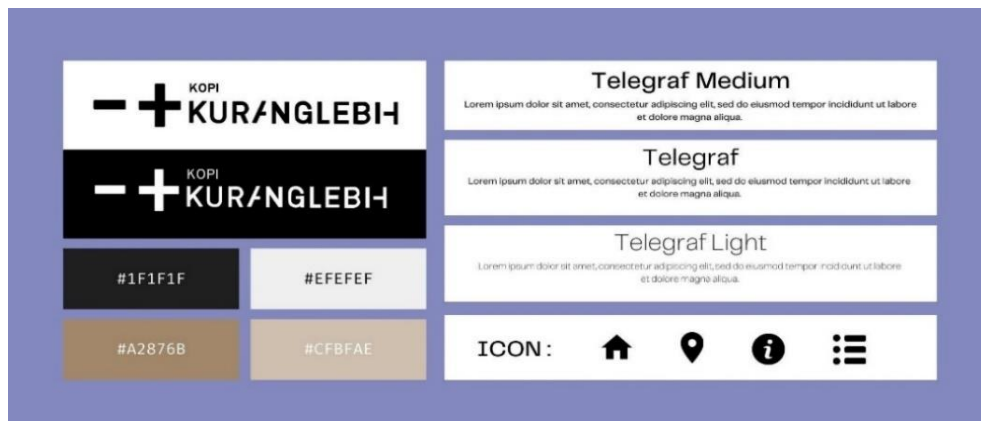 KOPI
KURANGLEBIH
KOPI
KURANGLEBIH
#1F1F1F
#EFEFEF
#A2876B
#CFBFAE
Telegraf Medium
Lorem ipsum dolor sit amet, consectetur adipiscing elit, sed do eiusmod tempor incididunt ut labore
et dolore magna aliqua.
Telegraf
Lorem ipsum dolor sit amet, consectetur adipiscing elit, sed do eiusmod tempor incididunt ut labore
et dolore magna aliqua.
Telegraf Light
Lorem ipsum dolor sit amet, consectetur adipiscing elit, sed do eiusmod tempor incididunt ut labore
et dolore magna aliqua.
ICON: